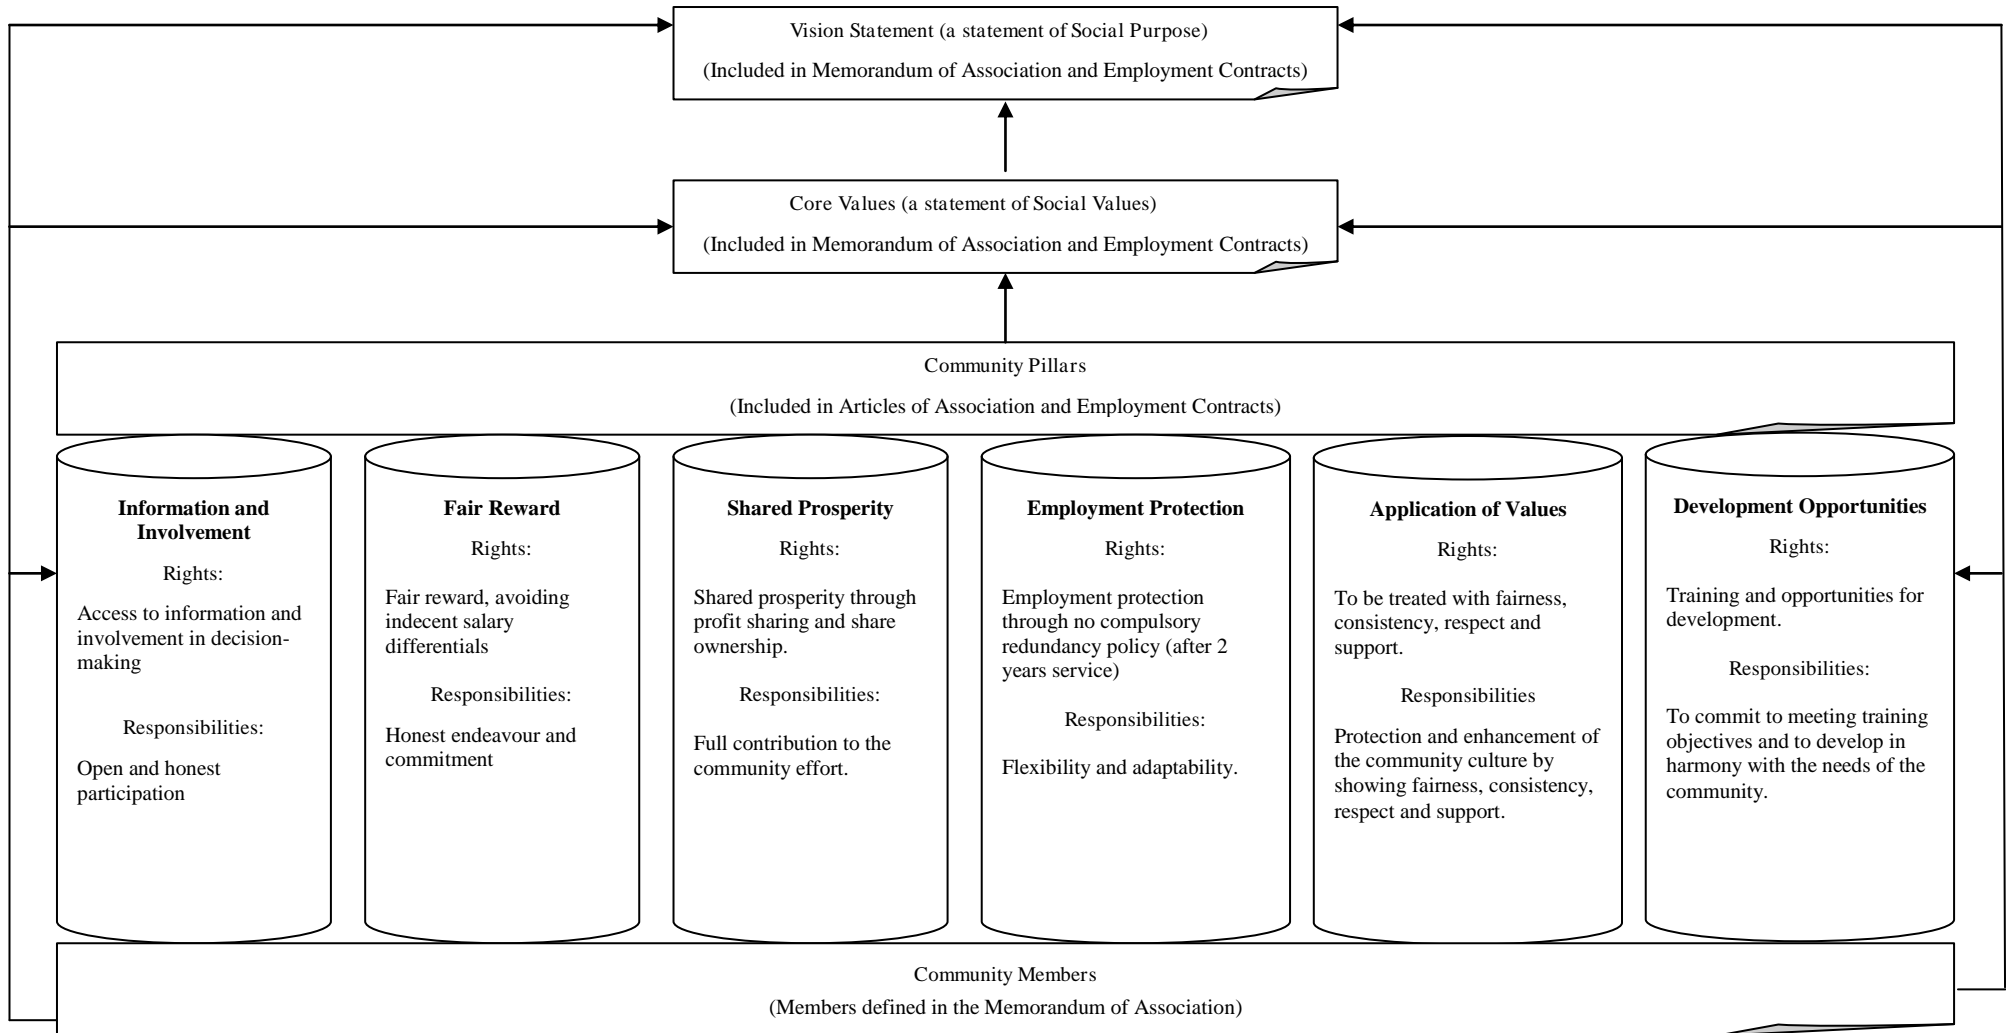 Vision Statement (a statement of Social Purpose)
(Included in Memorandum of Association and Employment Contracts)
Core Values (a statement of Social Values)
(Included in Memorandum of Association and Employment Contracts)
Community Pillars
(Included in Articles of Association and Employment Contracts)
Information and
Involvement
Rights:
Access to information and
involvement in decision-
making
Responsibilities:
Open and honest
participation
Fair Reward
Rights:
Fair reward, avoiding
indecent salary
differentials
Responsibilities:
Honest endeavour and
commitment
Shared Prosperity
Rights:
Shared prosperity through
profit sharing and share
ownership.
Responsibilities:
Full contribution to the
community effort.
Employment Protection
Rights:
Employment protection
through no compulsory
redundancy policy (after 2
years service)
Responsibilities:
Flexibility and adaptability.
Application of Values
Rights:
To be treated with fairness,
consistency, respect and
support.
Responsibilities
Protection and enhancement of
the community culture by
showing fairness, consistency,
respect and support.
Development Opportunities
Rights:
Training and opportunities for
development.
Responsibilities:
To commit to meeting training
objectives and to develop in
harmony with the needs of the
community.
Community Members
(Members defined in the Memorandum of Association)